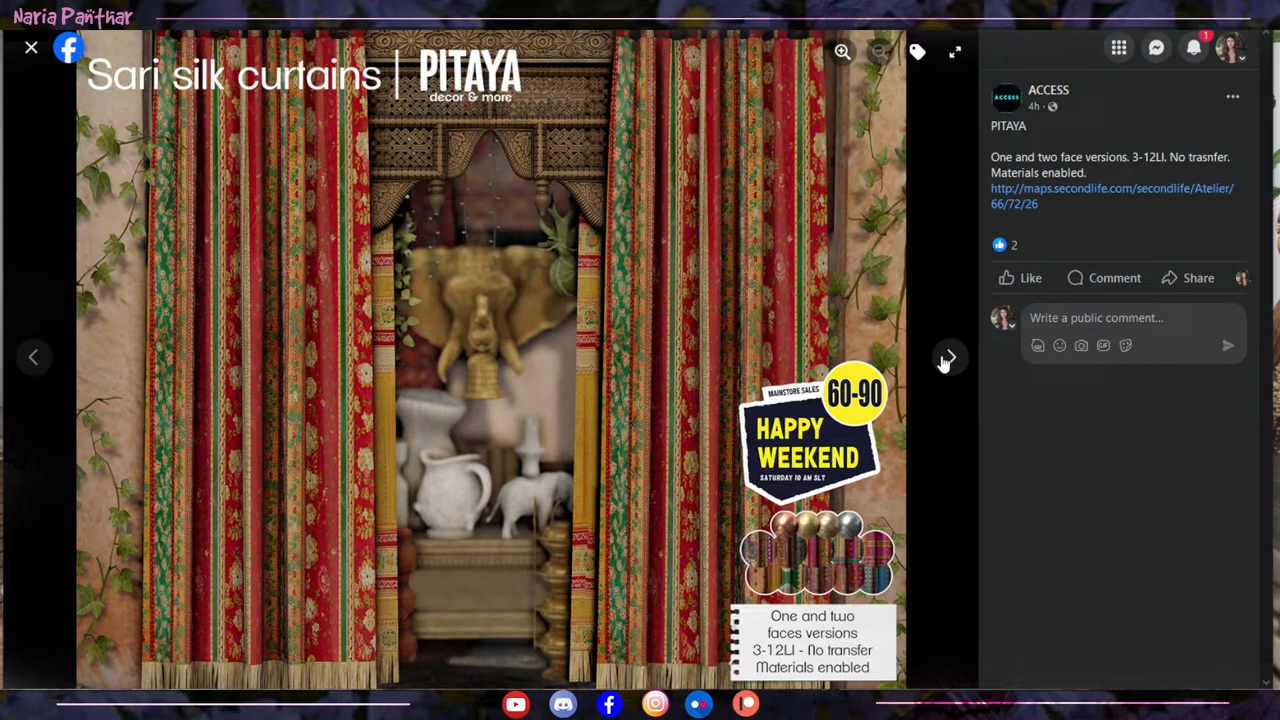 Naria Panthar
Sari silk curtains | PITAYA
decor & more
MAINSTORE SALES
60-90
HAPPY
WEEKEND
SATURDAY 10 AM SLT
One and two
faces versions
3-12LI - No transfer
Materials enabled
1
ACCESS
ACCESS
4h ·
PITAYA
One and two face versions. 3-12LI. No trasnfer.
Materials enabled.
http://maps.secondlife.com/secondlife/Atelier/
66/72/26
2
Like
Comment
Share
Write a public comment...
GIF